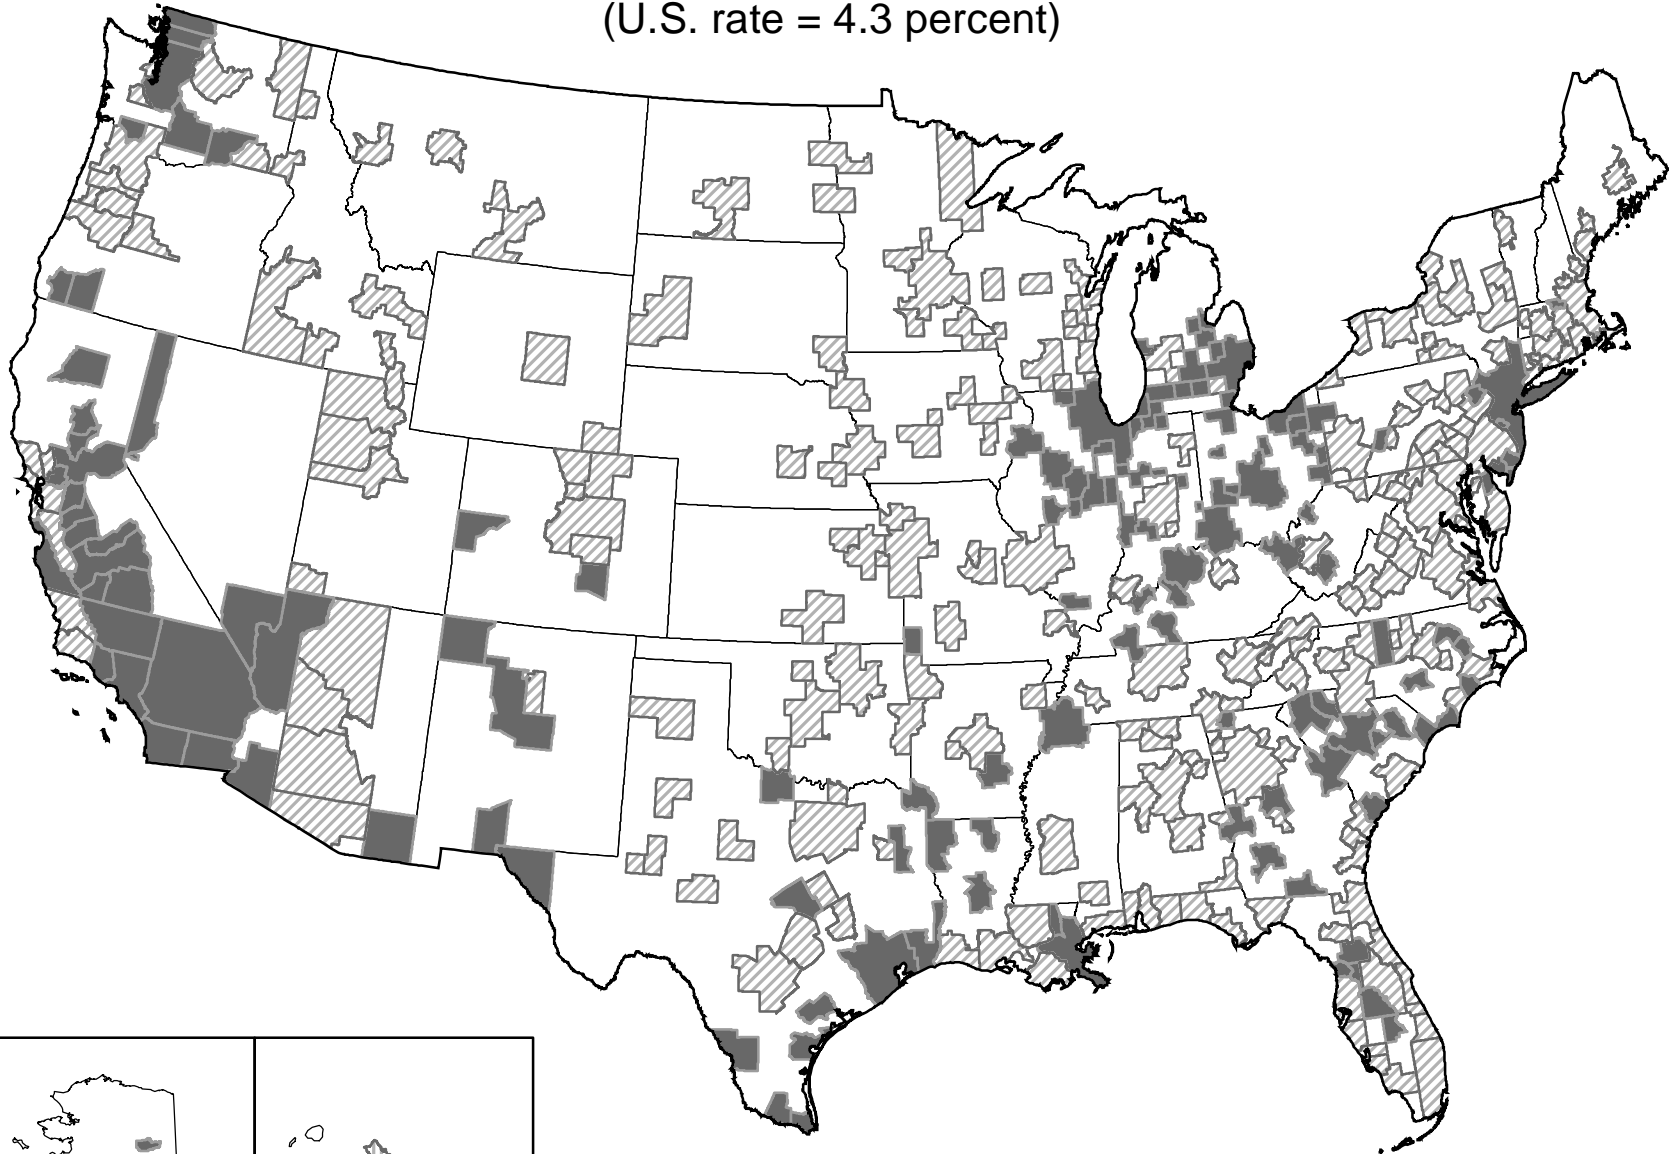 (U.S. rate = 4.3 percent)